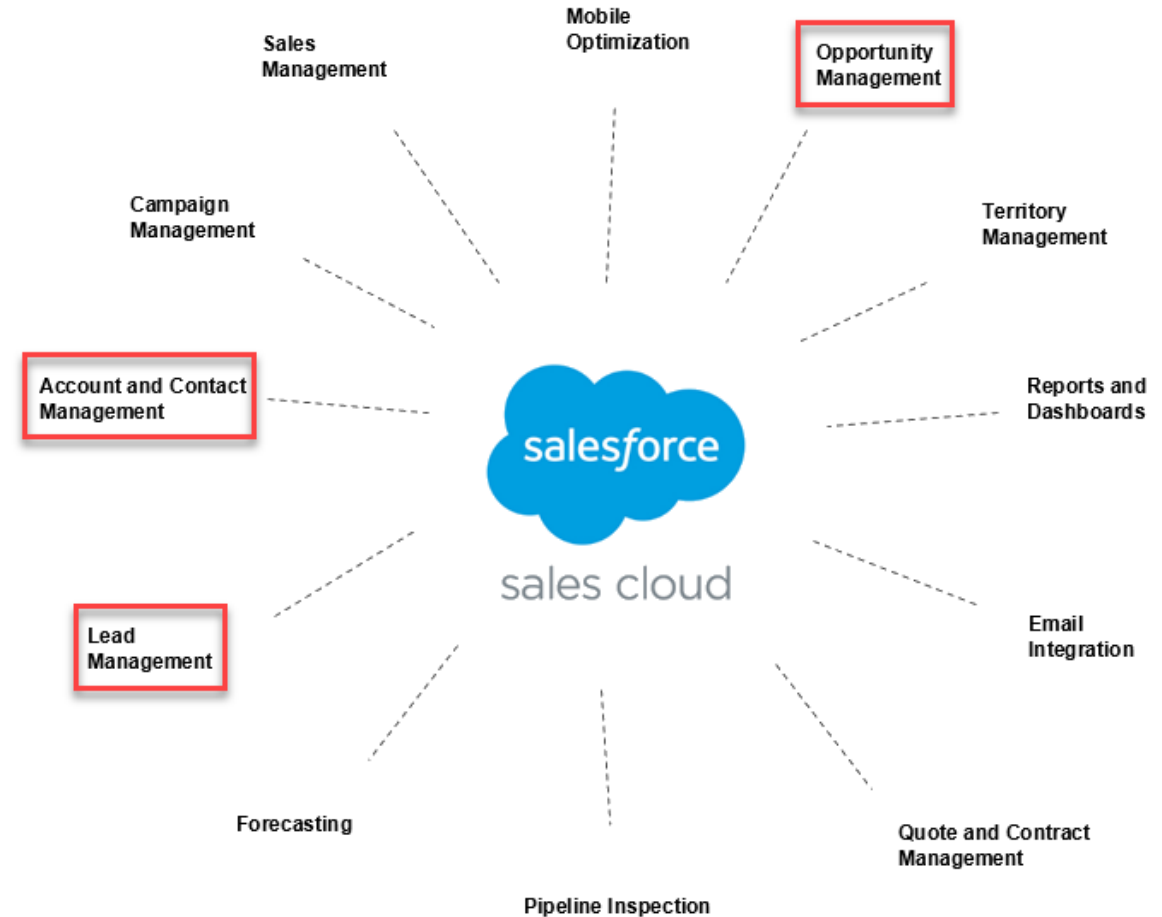 Mobile
Optimization
Sales
Management
Opportunity
Management
Campaign
Management
Territory
Management
Account and Contact
Management
Reports and
Dashboards
salesforce
sales cloud
Lead
Management
Email
Integration
Forecasting
Quote and Contract
Management
Pipeline Inspection